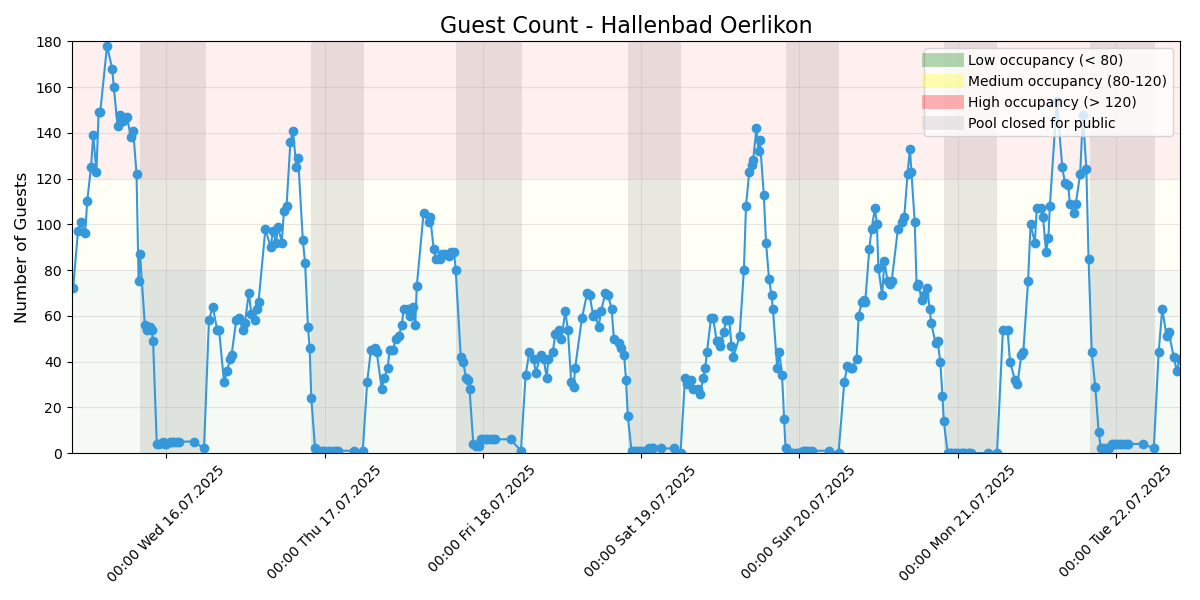 Guest Count - Hallenbad Oerlikon
Number of Guests
180
160
140
120
100
80
60
40
20
0
Low occupancy (< 80)
Medium occupancy (80-120)
High occupancy (> 120)
Pool closed for public
00:00 Wed 16.07.2025
00:00 Thu 17.07.2025
00:00 Fri 18.07.2025
00:00 Sat 19.07.2025
00:00 Sun 20.07.2025
00:00 Mon 21.07.2025
00:00 Tue 22.07.2025